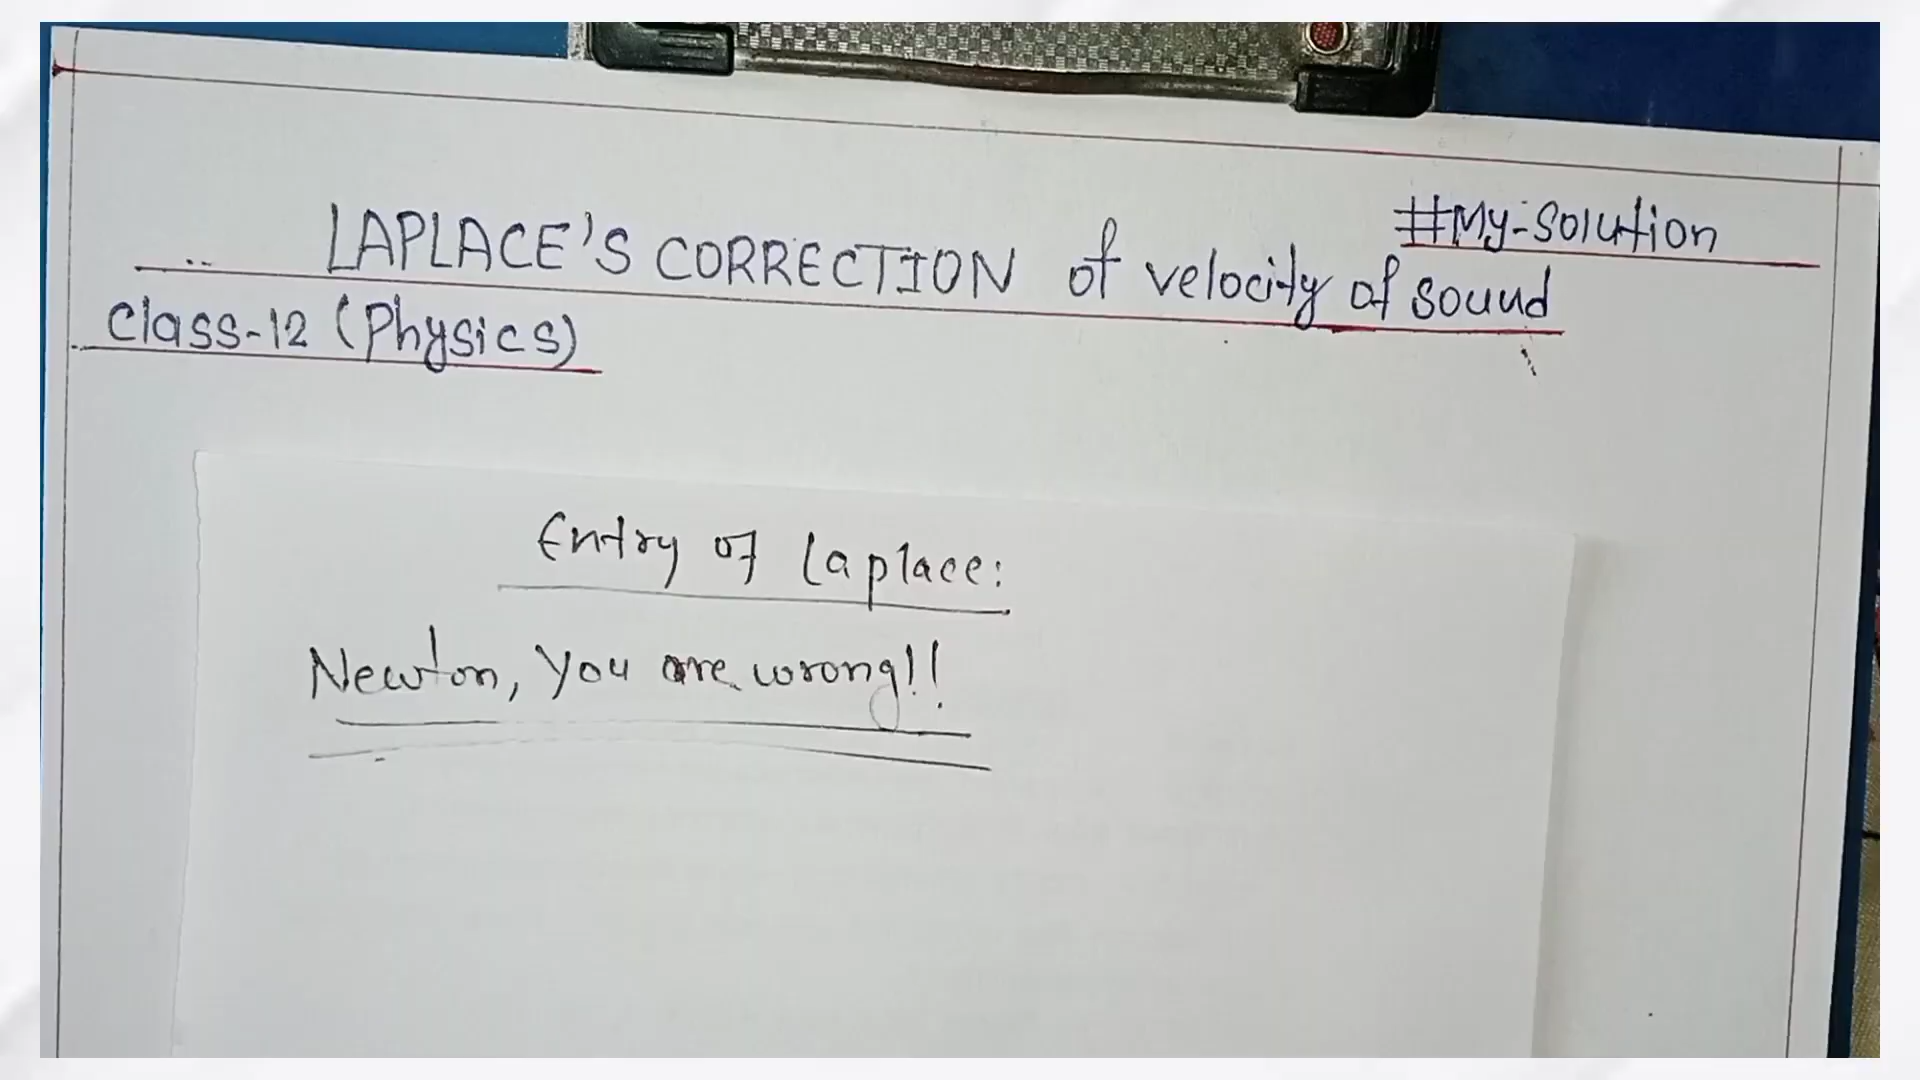 #My-Solution
LAPLACE'S CORRECTION of velocity of sound
Class-12 (Physics)
Entry of Laplace:
Newton, You are wrong!!